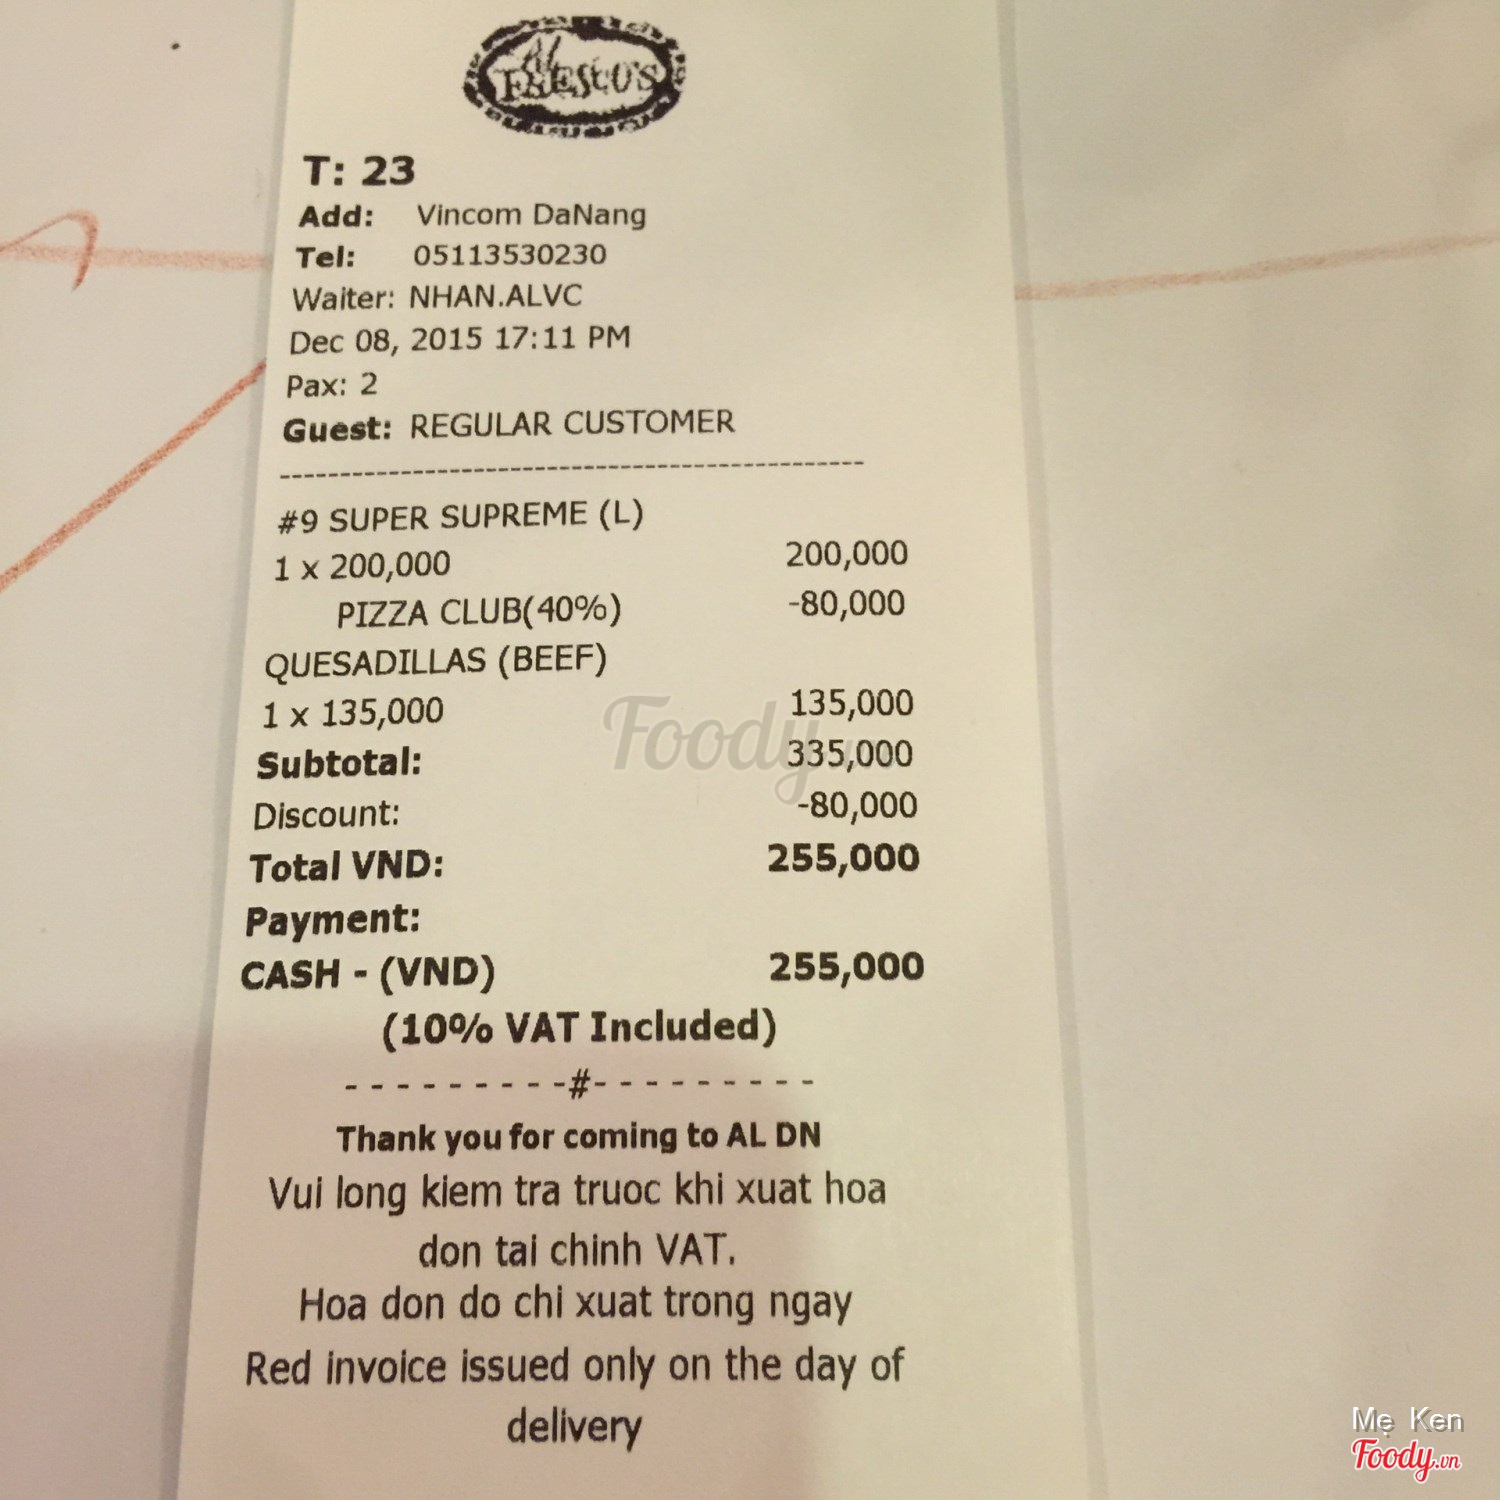 Al
FRESCO'S
T: 23
Add: Vincom DaNang
Tel: 05113530230
Waiter: NHAN.ALVC
Dec 08, 2015 17:11 PM
Pax: 2
Guest: REGULAR CUSTOMER
------------------------------------------------
#9 SUPER SUPREME (L)
1 x 200,000 200,000
PIZZA CLUB(40%) -80,000
QUESADILLAS (BEEF)
1 x 135,000 135,000
Subtotal: 335,000
Discount: -80,000
Total VND: 255,000
Payment:
CASH - (VND) 255,000
(10% VAT Included)
- - - - - - - - -#- - - - - - - - -
Thank you for coming to AL DN
Vui long kiem tra truoc khi xuat hoa
don tai chinh VAT.
Hoa don do chi xuat trong ngay
Red invoice issued only on the day of
delivery
Foody.vn
Mẹ Ken
Foody.vn